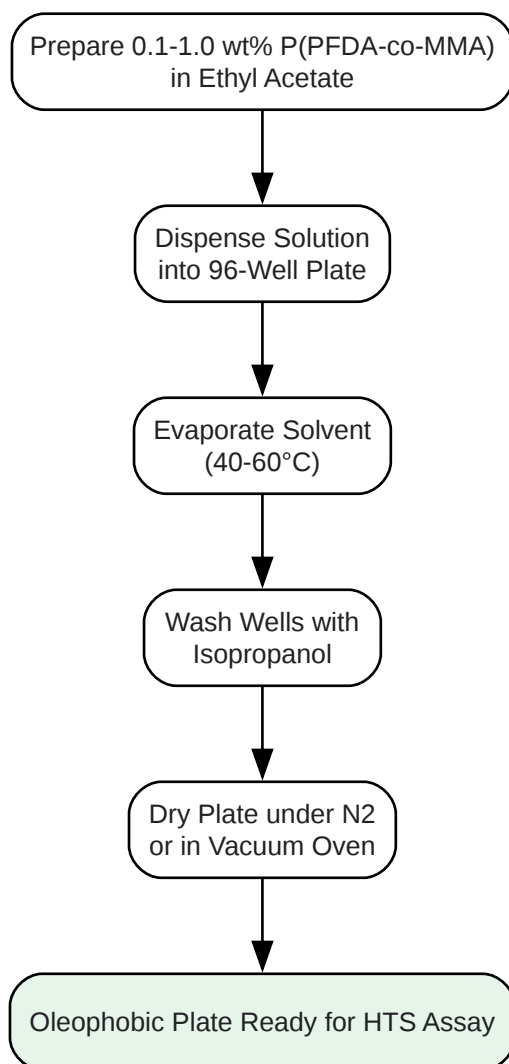 Prepare 0.1-1.0 wt% P(PFDA-co-MMA)
in Ethyl Acetate
Dispense Solution
into 96-Well Plate
Evaporate Solvent
(40-60°C)
Wash Wells with
Isopropanol
Dry Plate under N2
or in Vacuum Oven
Oleophobic Plate Ready for HTS Assay